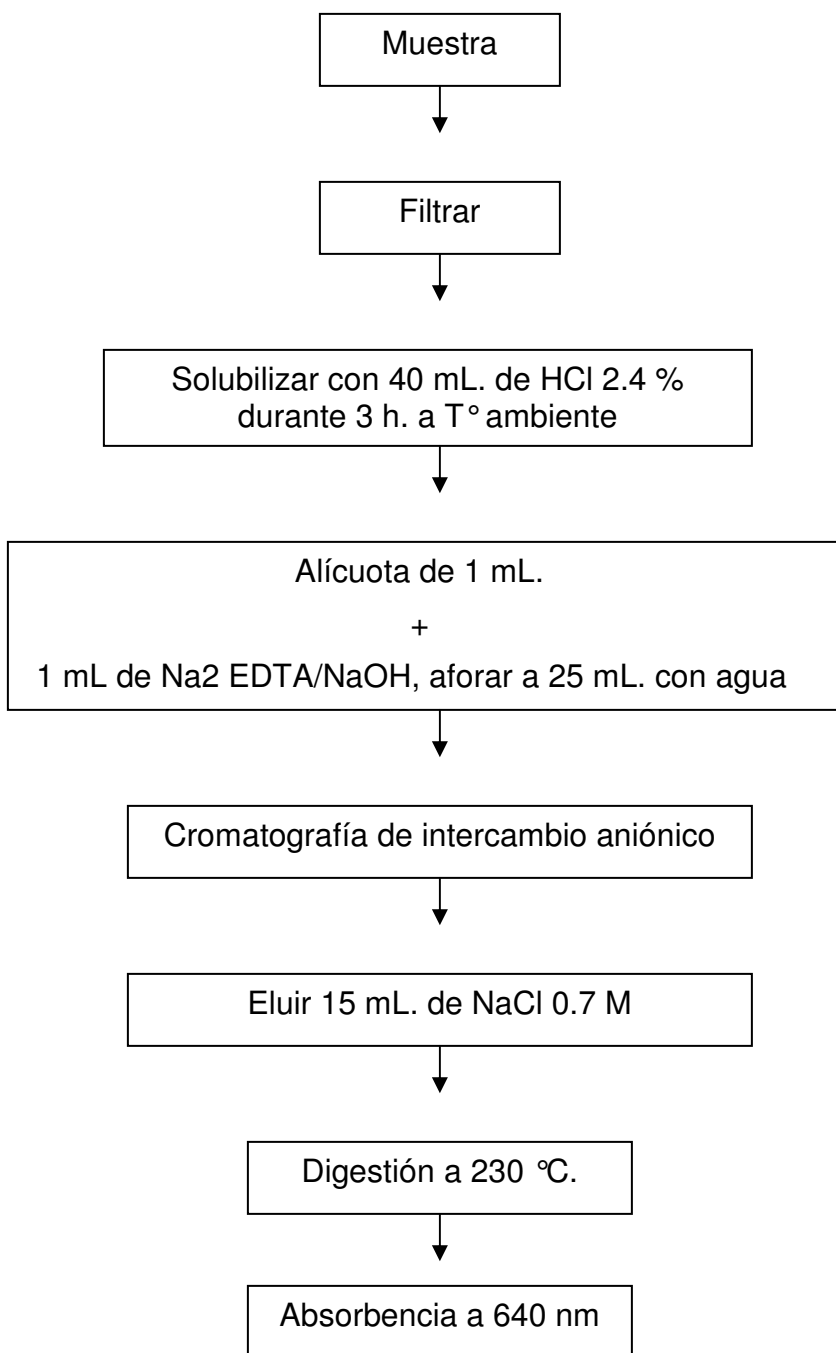 Muestra
Filtrar
Solubilizar con 40 mL. de HCl 2.4 %
durante 3 h. a T° ambiente
Alícuota de 1 mL.
+
1 mL de Na2 EDTA/NaOH, aforar a 25 mL. con agua
Cromatografía de intercambio aniónico
Eluir 15 mL. de NaCl 0.7 M
Digestión a 230 °C.
Absorbencia a 640 nm